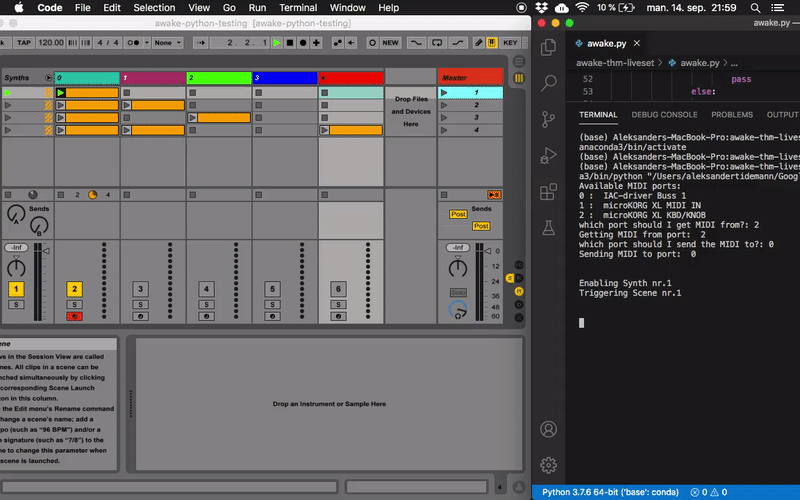 Code File Edit Selection View Go Run Terminal Window 10 % man. 14. sep. 21:59
awake-python-testing [awake-python-testing]
TAP 120.00 4 / 4 None 2. 2. 1 NEW KEY
Synths 0 1 2 3 Master
1
2
3
4
Drop Files
and Devices
Here
2 4
Sends
A
B
Sends
Post
Post
-Inf
-Inf
0
12
24
36
48
60
1 2 3 4 5 6
S S S S S S
Solo
ws in the Session View are called
nes. All clips in a scene can be
nched simultaneously by clicking
corresponding Scene Launch
ton in this column.
the Edit menu's Rename command
change a scene's name; add a
po (such as “96 BPM”) and/or a
e signature (such as “7/8”) to the
ne to change this parameter when
scene is launched.
Drop an Instrument or Sample Here
4
awake.py —
awake.py
awake-thm-liveset > awake.py > ...
52 pass
53 else:
TERMINAL DEBUG CONSOLE PROBLEMS OUTPUT
(base) Aleksanders-MacBook-Pro:awake-thm-lives
anaconda3/bin/activate
(base) Aleksanders-MacBook-Pro:awake-thm-lives
(base) Aleksanders-MacBook-Pro:awake-thm-lives
a3/bin/python "/Users/aleksandertidemann/Goog
Available MIDI ports:
0 : IAC-driver Buss 1
1 : microKORG XL MIDI IN
2 : microKORG XL KBD/KNOB
which port should I get MIDI from?: 2
Getting MIDI from port: 2
which port should I send the MIDI to?: 0
Sending MIDI to port: 0
Enabling Synth nr.1
Triggering Scene nr.1
Python 3.7.6 64-bit ('base': conda) 0 0